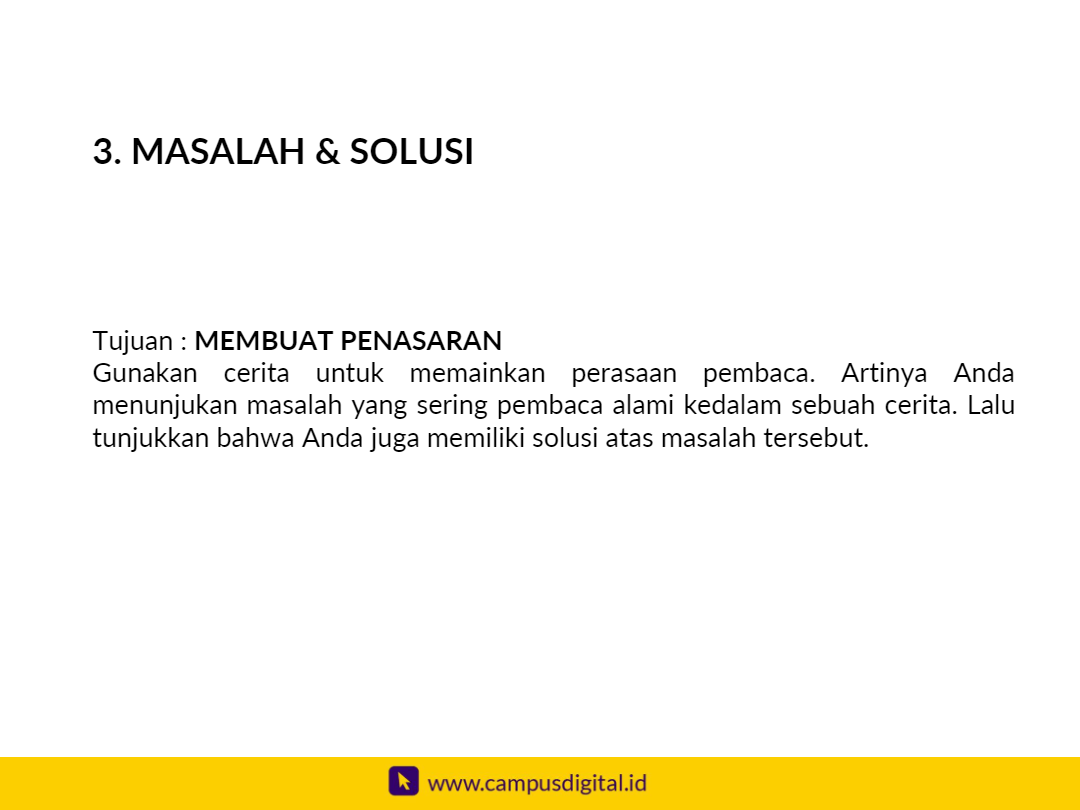 3. MASALAH & SOLUSI
Tujuan : MEMBUAT PENASARAN
Gunakan cerita untuk memainkan perasaan pembaca. Artinya Anda
menunjukan masalah yang sering pembaca alami kedalam sebuah cerita. Lalu
tunjukkan bahwa Anda juga memiliki solusi atas masalah tersebut.
www.campusdigital.id